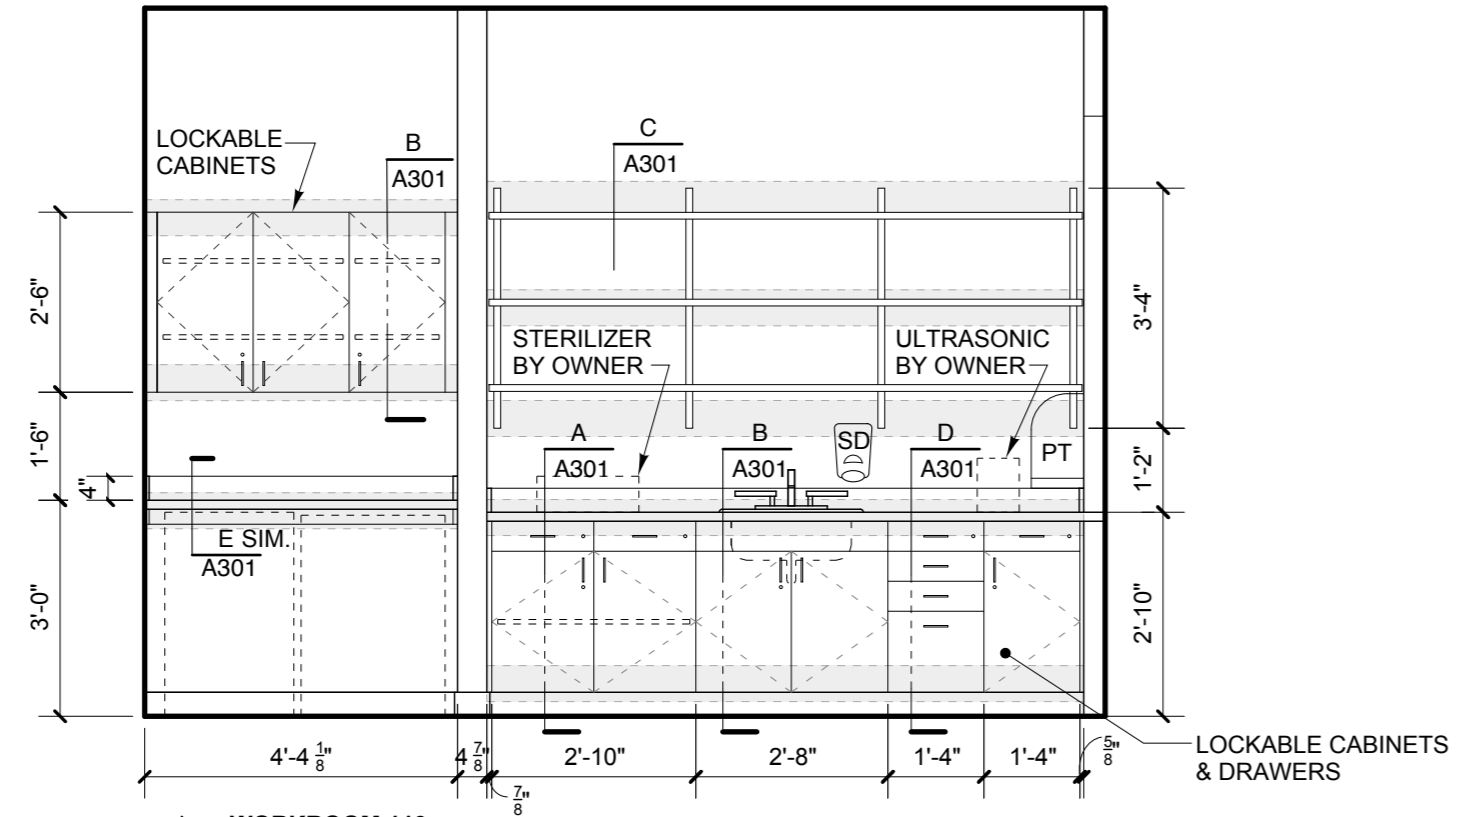 LOCKABLE
CABINETS
B
A301
C
A301
STERILIZER
BY OWNER
ULTRASONIC
BY OWNER
A
A301
B
A301
SD
D
A301
PT
E SIM.
A301
2'-6"
1'-6"
4"
3'-0"
3'-4"
1'-2"
2'-10"
4'-4 1/8"
4 7/8"
7/8"
2'-10"
2'-8"
1'-4"
1'-4"
5/8"
LOCKABLE CABINETS
& DRAWERS